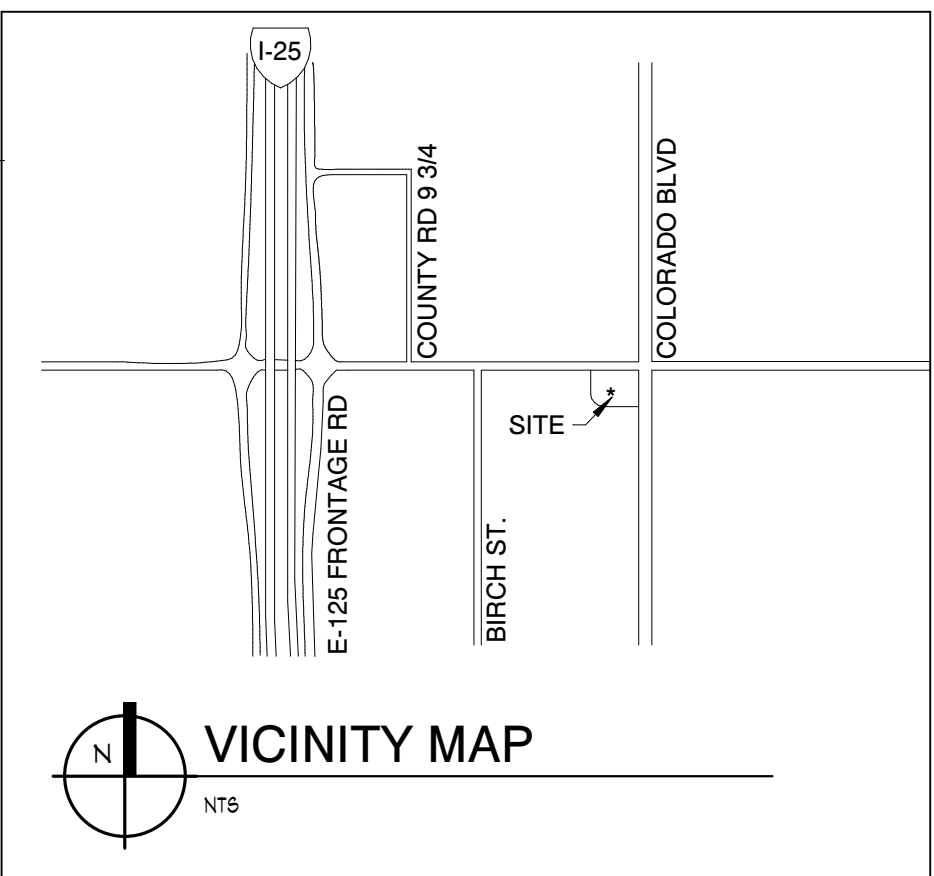 I-25
COUNTY RD 9 3/4
COLORADO BLVD
*
SITE
E-125 FRONTAGE RD
BIRCH ST.
N
VICINITY MAP
NTS